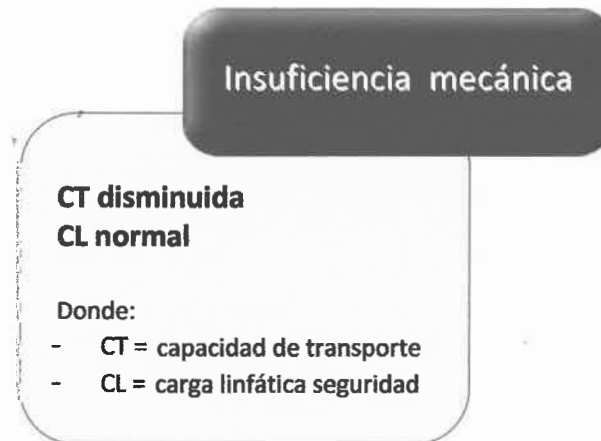 Insuficiencia mecánica
CT disminuida
CL normal
Donde:
- CT = capacidad de transporte
- CL = carga linfática seguridad